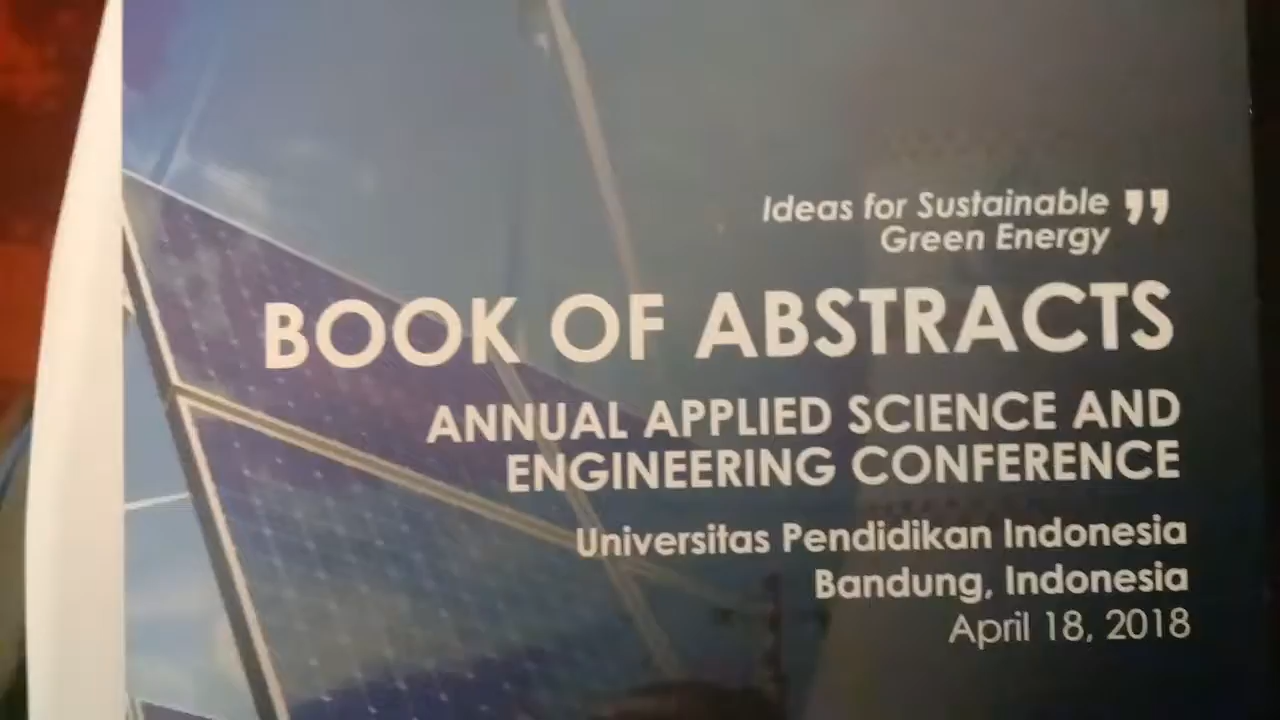 Ideas for Sustainable ”
Green Energy
BOOK OF ABSTRACTS
ANNUAL APPLIED SCIENCE AND
ENGINEERING CONFERENCE
Universitas Pendidikan Indonesia
Bandung, Indonesia
April 18, 2018